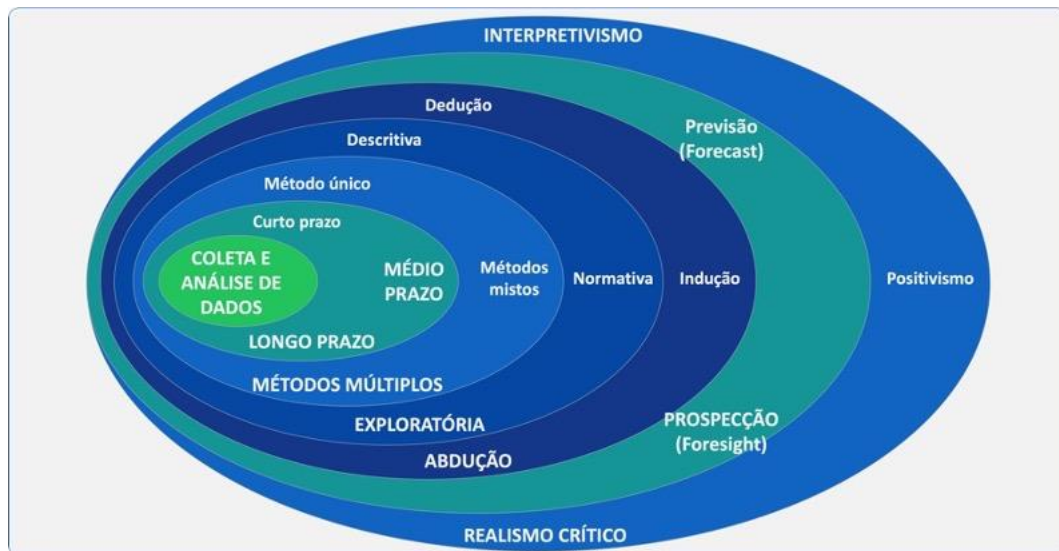 INTERPRETIVISMO
Dedução
Previsão
(Forecast)
Descritiva
Método único
Curto prazo
COLETA E
ANÁLISE DE
DADOS
MÉDIO
PRAZO
Métodos
mistos
Normativa
Indução
Positivismo
LONGO PRAZO
MÉTODOS MÚLTIPLOS
EXPLORATÓRIA
PROSPECÇÃO
(Foresight)
ABDUÇÃO
REALISMO CRÍTICO